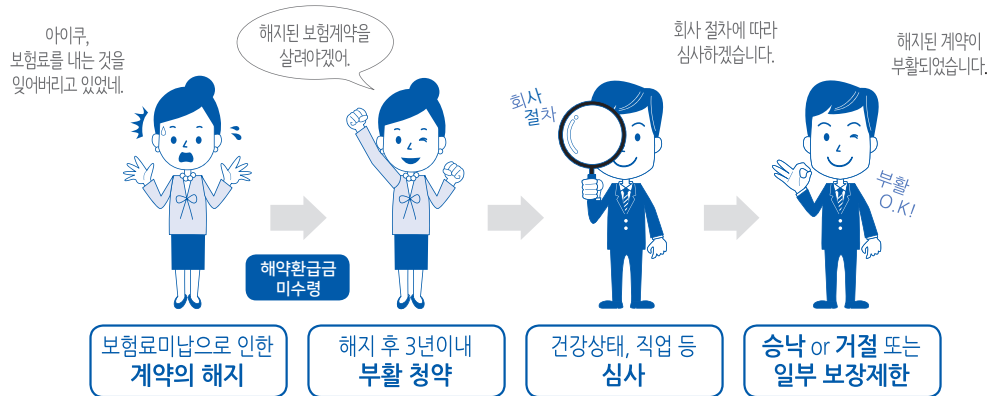 아이쿠,
보험료를 내는 것을
잊어버리고 있었네.
해지된 보험계약을
살려야겠어.
회사 절차에 따라
심사하겠습니다.
해지된 계약이
부활되었습니다.
회사
절차
부활
O.K!
해약환급금
미수령
보험료미납으로 인한
계약의 해지
해지 후 3년이내
부활 청약
건강상태, 직업 등
심사
승낙 or 거절 또는
일부 보장제한